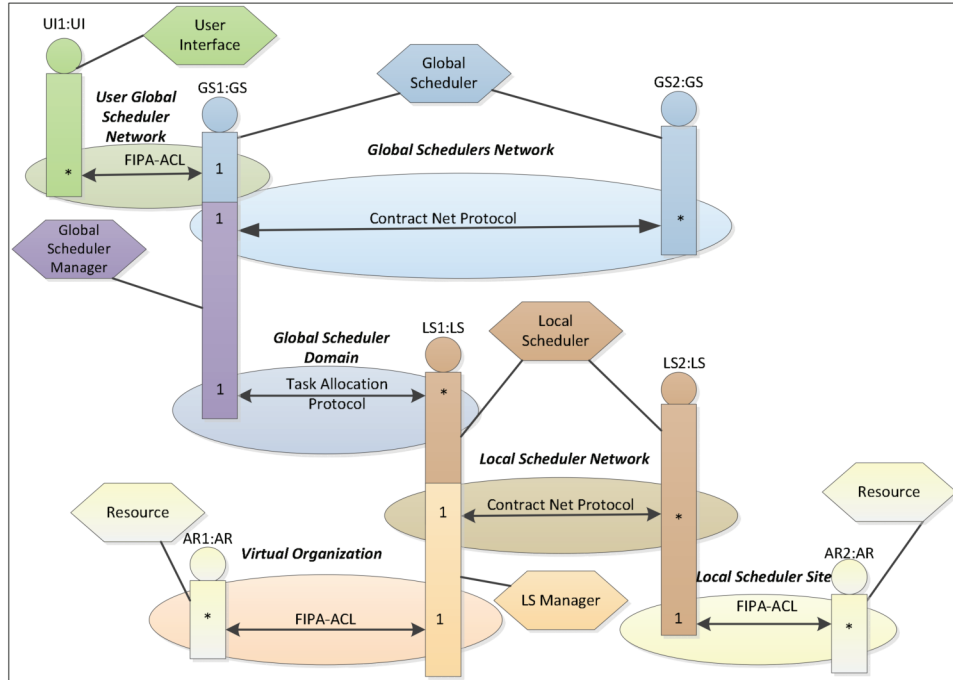 UI1:UI
User
Interface
Global
Scheduler
GS1:GS
GS2:GS
User Global
Scheduler
Network
Global Schedulers Network
FIPA-ACL
*
1
1
Contract Net Protocol
*
Global
Scheduler
Manager
Global Scheduler
Domain
LS1:LS
Local
Scheduler
LS2:LS
1
Task Allocation
Protocol
*
Local Scheduler Network
Resource
Resource
1
Contract Net Protocol
*
AR1:AR
Virtual Organization
AR2:AR
Local Scheduler Site
LS Manager
*
FIPA-ACL
1
1
FIPA-ACL
*